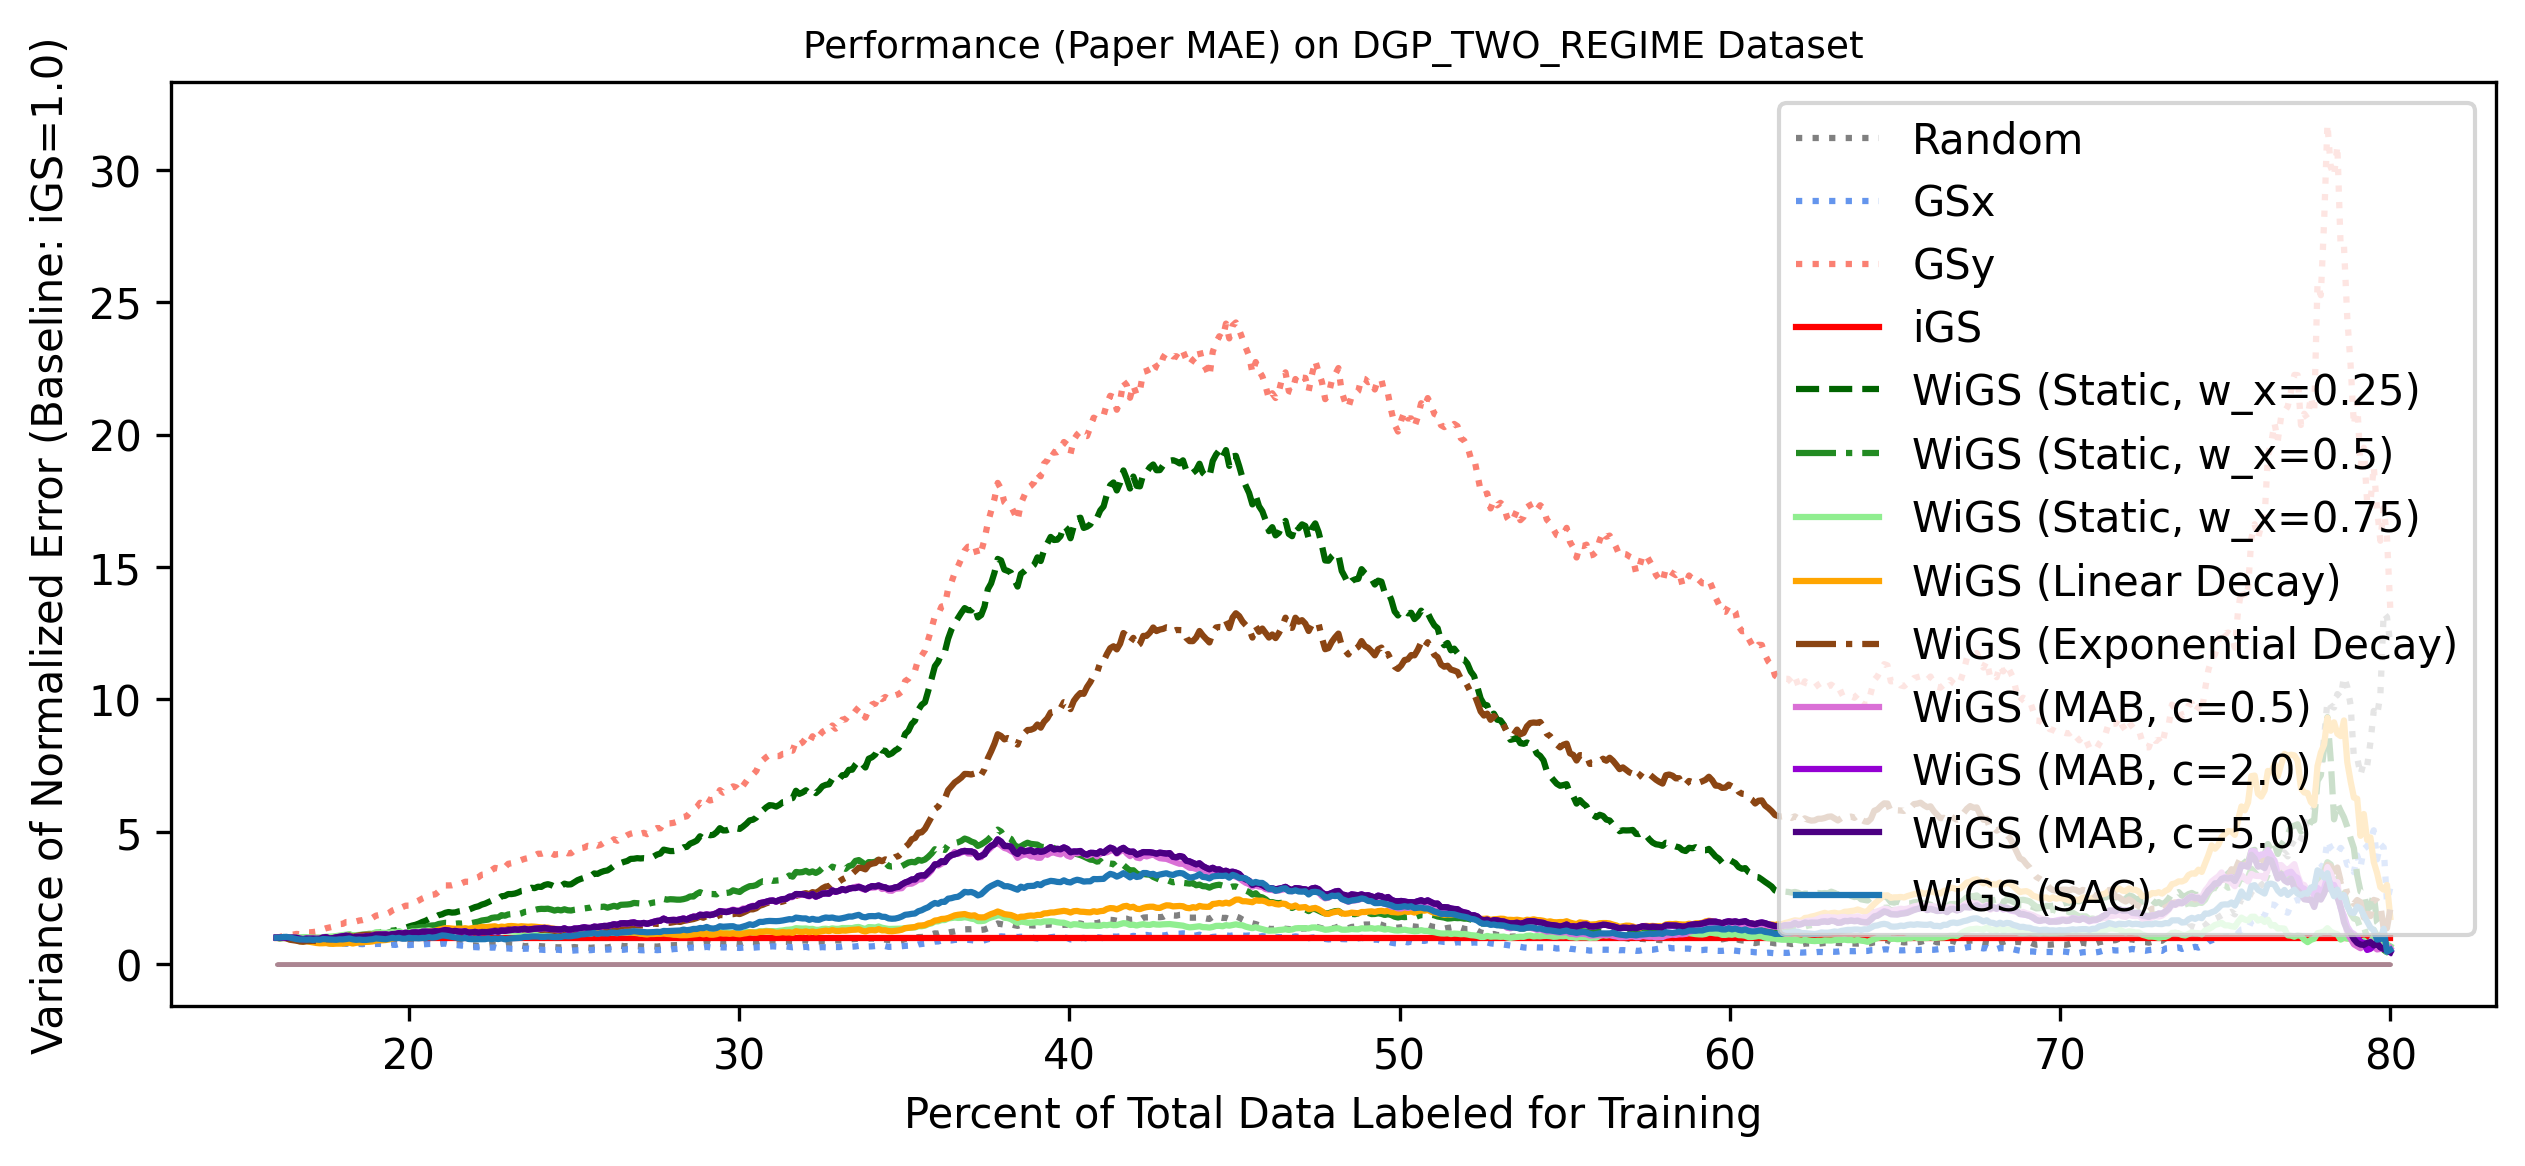 Performance (Paper MAE) on DGP_TWO_REGIME Dataset
Variance of Normalized Error (Baseline: iGS=1.0)
30
25
20
15
10
5
0
Random
GSx
GSy
iGS
WiGS (Static, w_x=0.25)
WiGS (Static, w_x=0.5)
WiGS (Static, w_x=0.75)
WiGS (Linear Decay)
WiGS (Exponential Decay)
WiGS (MAB, c=0.5)
WiGS (MAB, c=2.0)
WiGS (MAB, c=5.0)
WiGS (SAC)
20 30 40 50 60 70 80
Percent of Total Data Labeled for Training